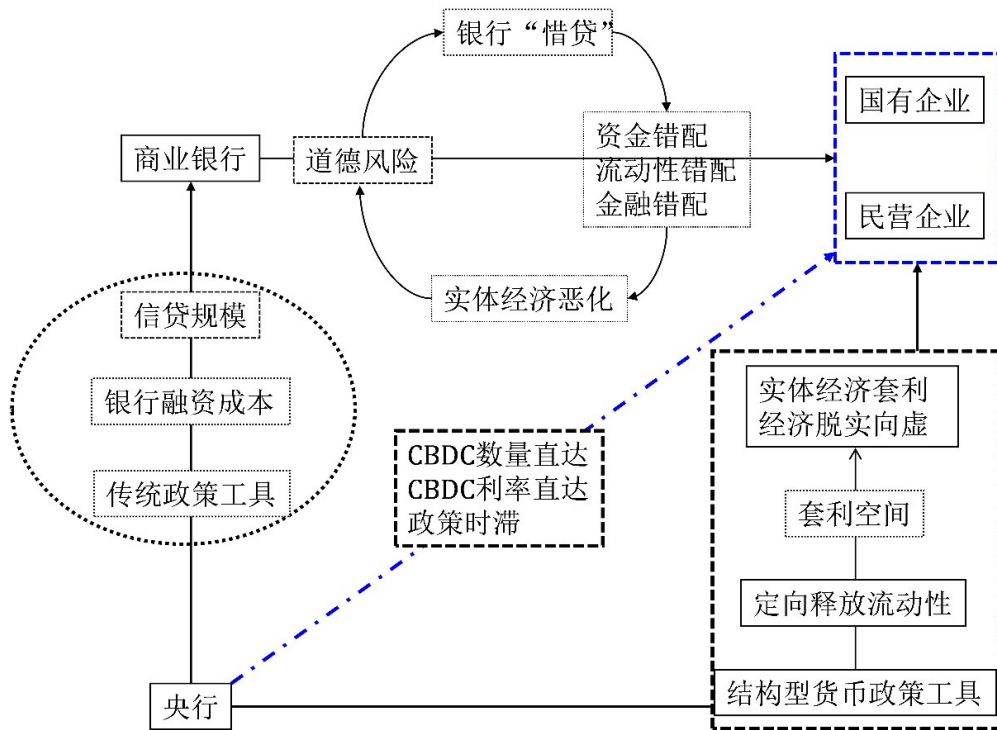 银行“惜贷”
国有企业
商业银行
道德风险
资金错配
流动性错配
金融错配
民营企业
实体经济恶化
信贷规模
银行融资成本
传统政策工具
CBDC数量直达
CBDC利率直达
政策时滞
实体经济套利
经济脱实向虚
套利空间
定向释放流动性
央行
结构型货币政策工具